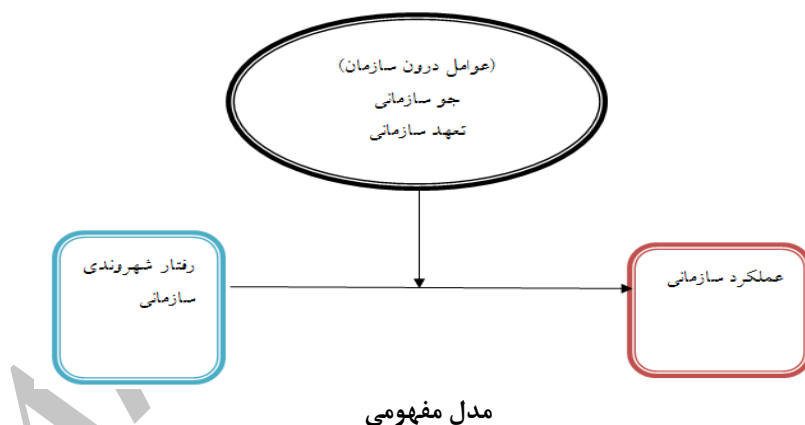 (عوامل درون سازمان)
جو سازمانی
تعهد سازمانی
رفتار شهروندی
سازمانی
عملکرد سازمانی
مدل مفهومی